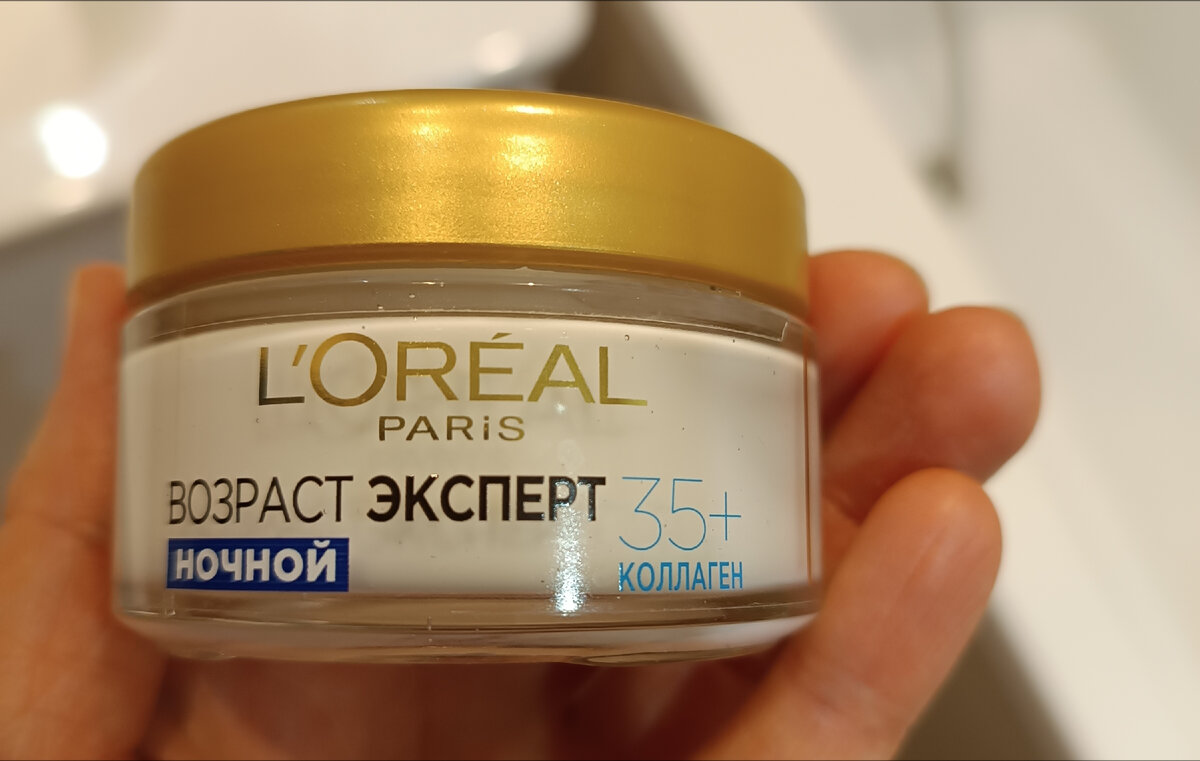 L'ORÉAL
PARiS
ВОЗРАСТ ЭКСПЕРТ 35+
НОЧНОЙ КОЛЛАГЕН